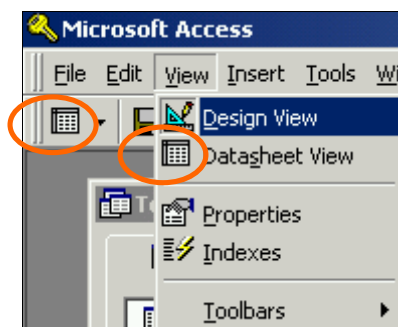 Microsoft Access
File Edit View Insert Tools
Design View
Datasheet View
Properties
Indexes
Toolbars